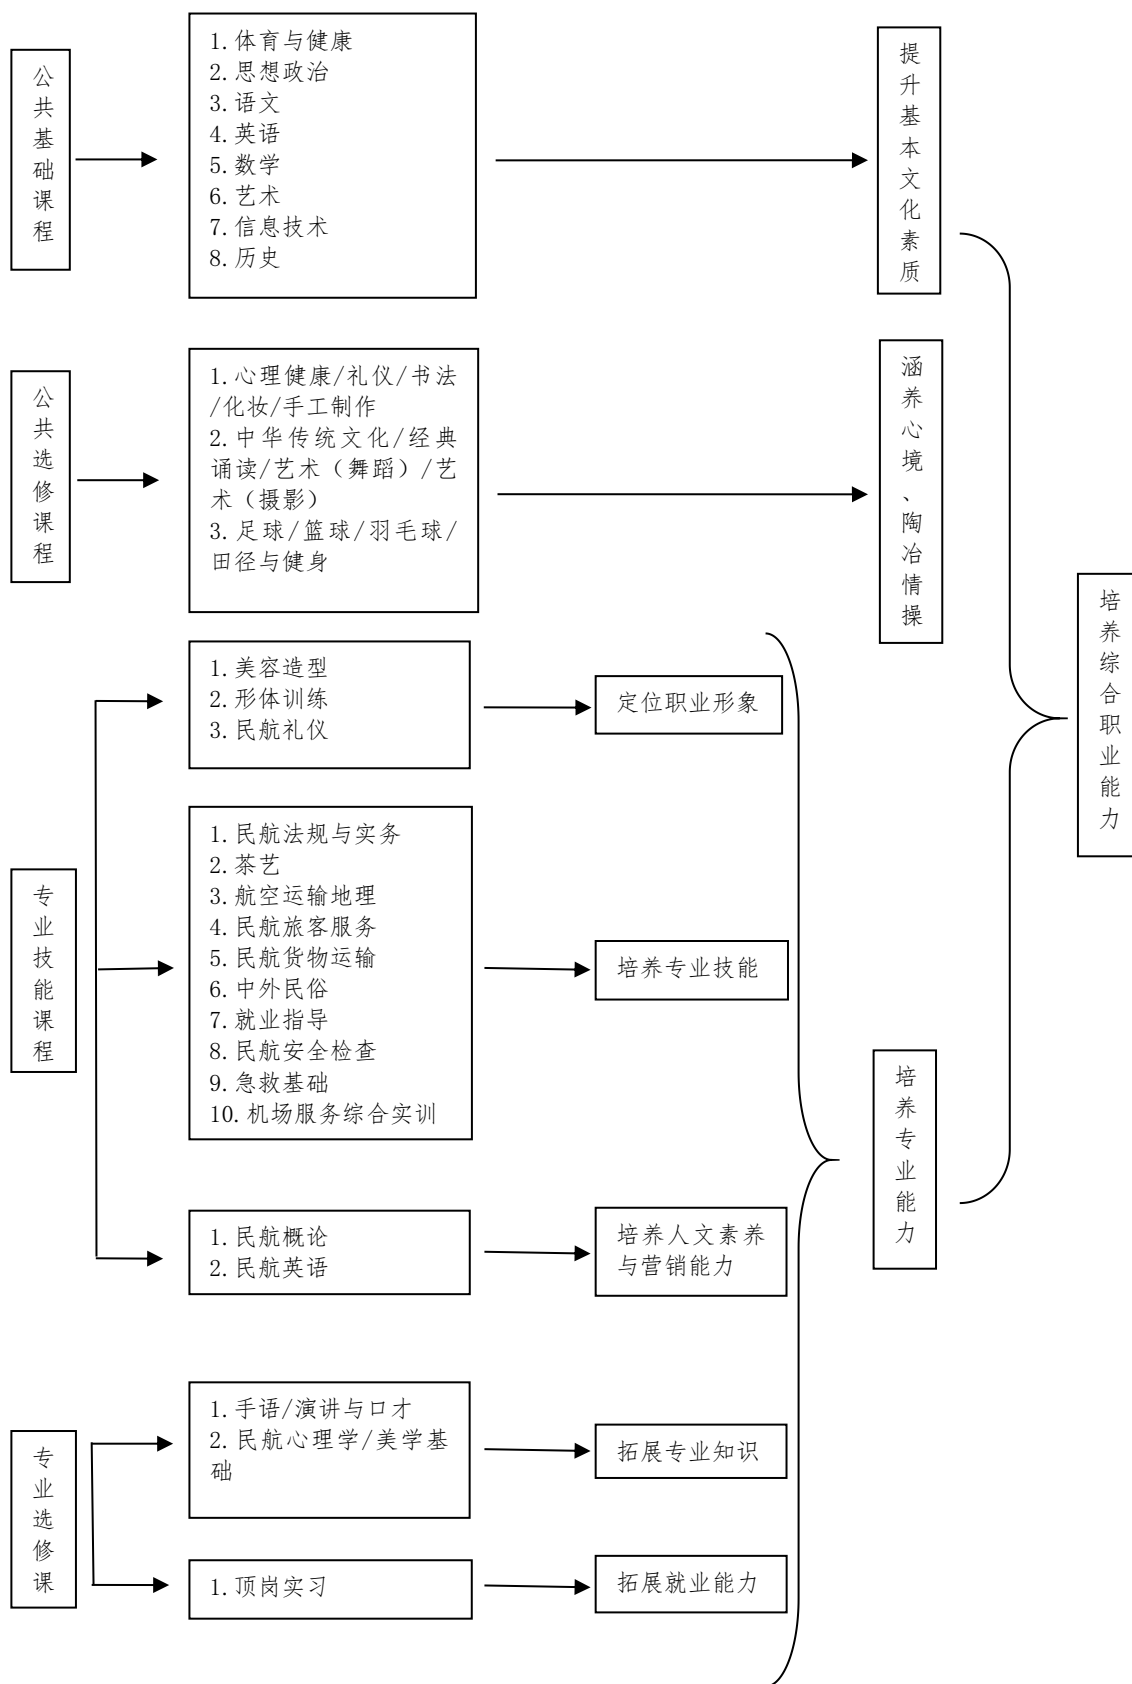 公共基础课程
1.体育与健康
2.思想政治
3.语文
4.英语
5.数学
6.艺术
7.信息技术
8.历史
提升基本文化素质
公共选修课程
1.心理健康/礼仪/书法
/化妆/手工制作
2.中华传统文化/经典
诵读/艺术（舞蹈）/艺
术（摄影）
3.足球/篮球/羽毛球/
田径与健身
涵养心境、陶冶情操
专业技能课程
1.美容造型
2.形体训练
3.民航礼仪
定位职业形象
1.民航法规与实务
2.茶艺
3.航空运输地理
4.民航旅客服务
5.民航货物运输
6.中外民俗
7.就业指导
8.民航安全检查
9.急救基础
10.机场服务综合实训
培养专业技能
1.民航概论
2.民航英语
培养人文素养
与营销能力
专业选修课
1.手语/演讲与口才
2.民航心理学/美学基
础
拓展专业知识
1.顶岗实习
拓展就业能力
培养专业能力
培养综合职业能力